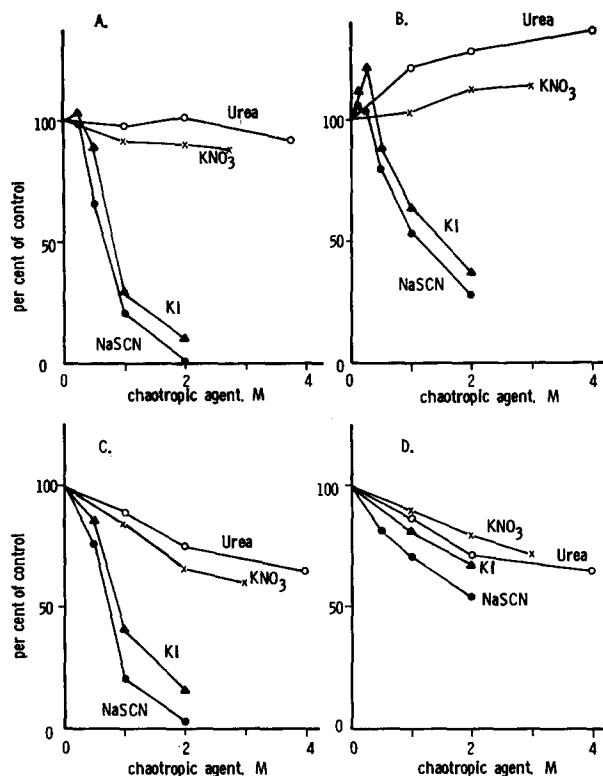 A.
100
50
0
per cent of control
Urea
KNO3
KI
NaSCN
0
2
4
chaotropic agent, M
B.
100
50
0
Urea
KNO3
KI
NaSCN
0
2
4
chaotropic agent, M
C.
100
50
0
per cent of control
Urea
KNO3
KI
NaSCN
0
2
4
chaotropic agent, M
D.
100
50
0
KNO3
Urea
KI
NaSCN
0
2
4
chaotropic agent, M